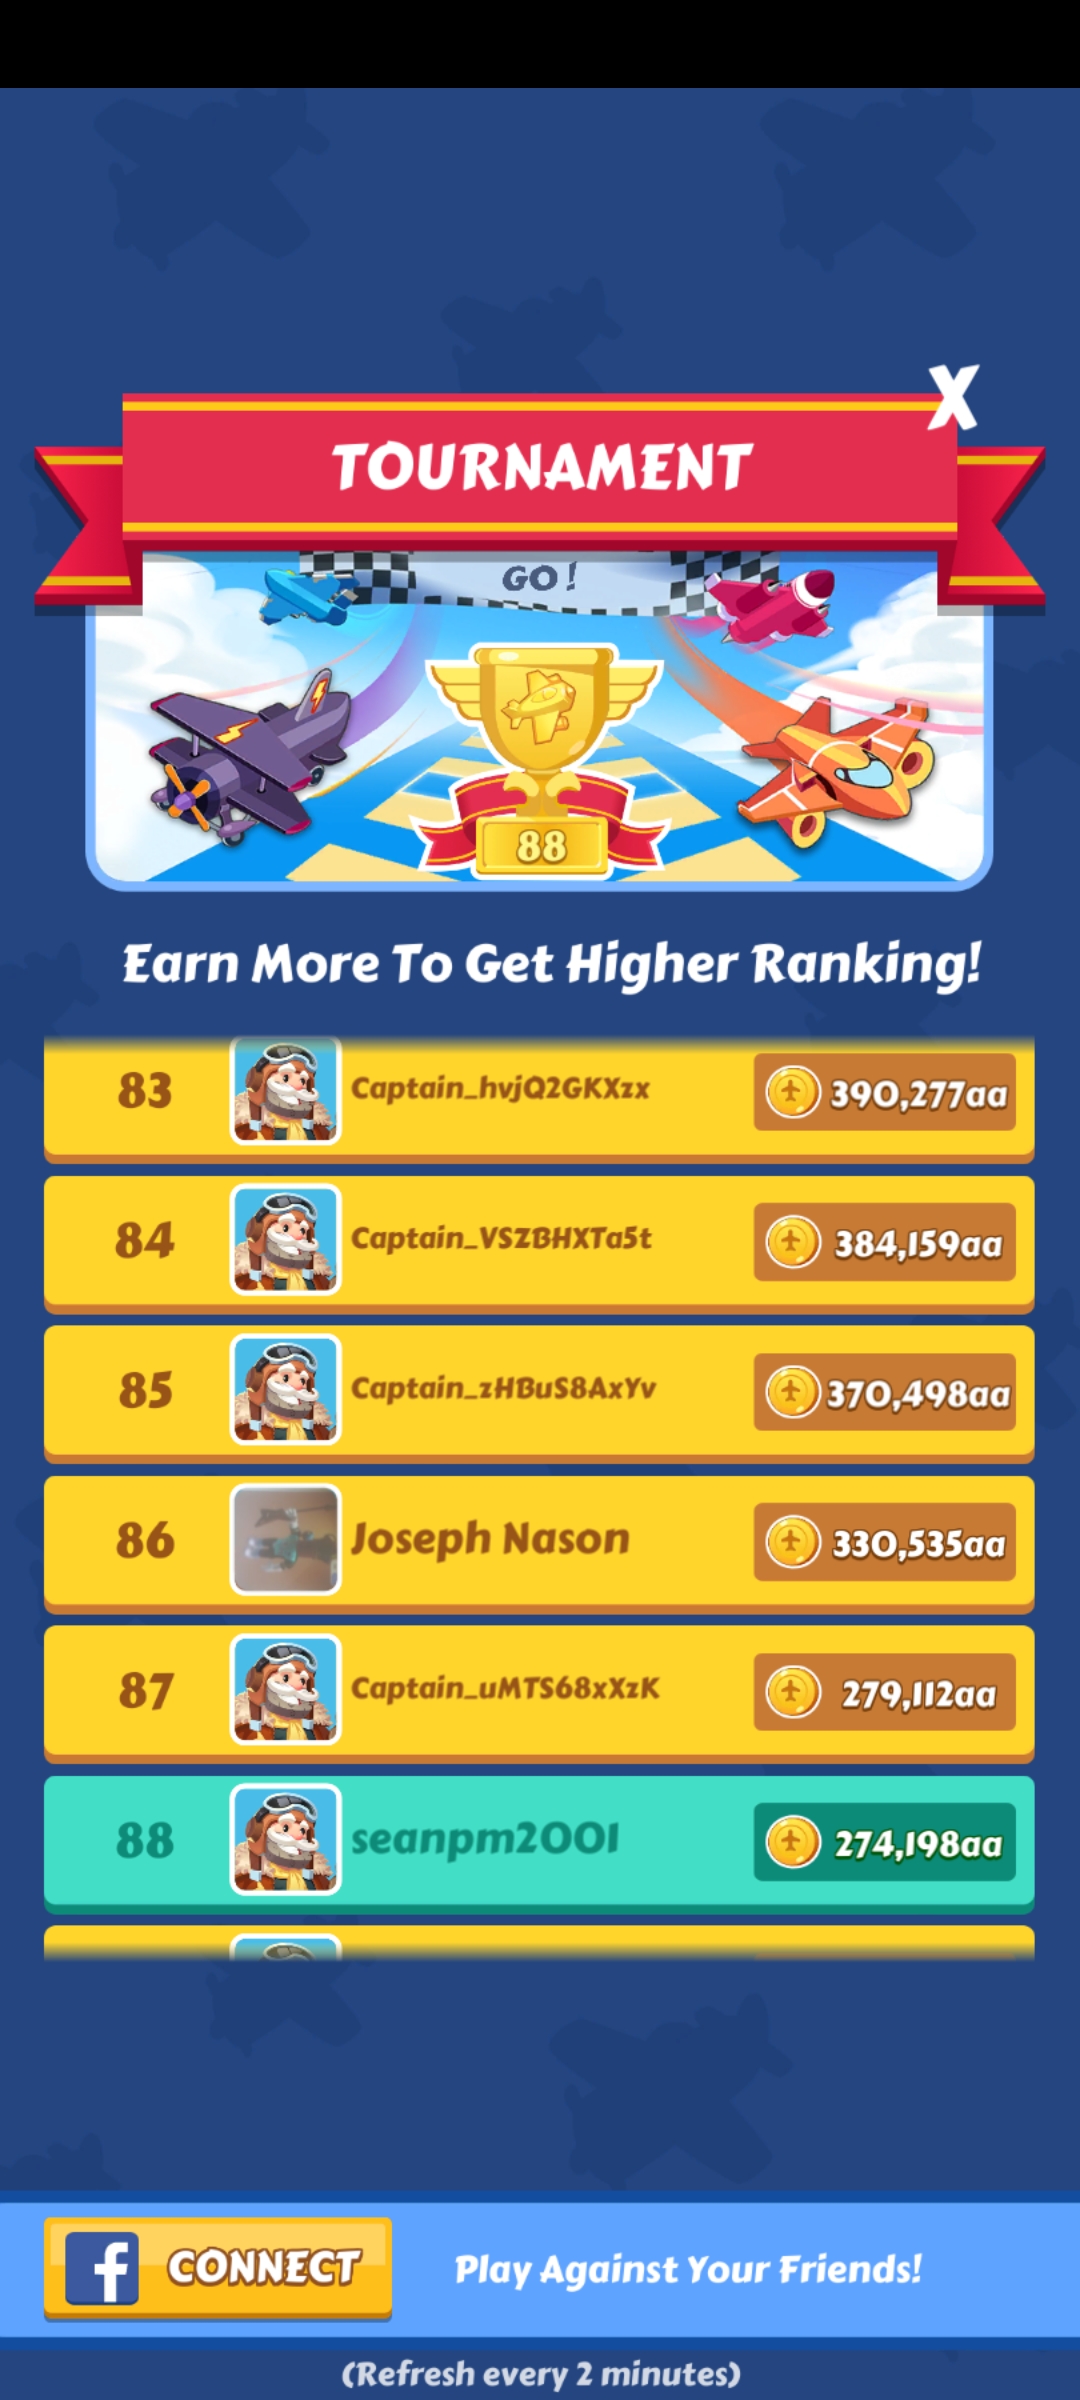 X
TOURNAMENT
GO!
88
Earn More To Get Higher Ranking!
83 Captain_hvjQ2GKXzx 390,277aa
84 Captain_VSZBHXTa5t 384,159aa
85 Captain_zHBuS8AxYv 370,498aa
86 Joseph Nason 330,535aa
87 Captain_uMTS68xXzK 279,112aa
88 seanpm2001 274,198aa
f CONNECT Play Against Your Friends!
(Refresh every 2 minutes)